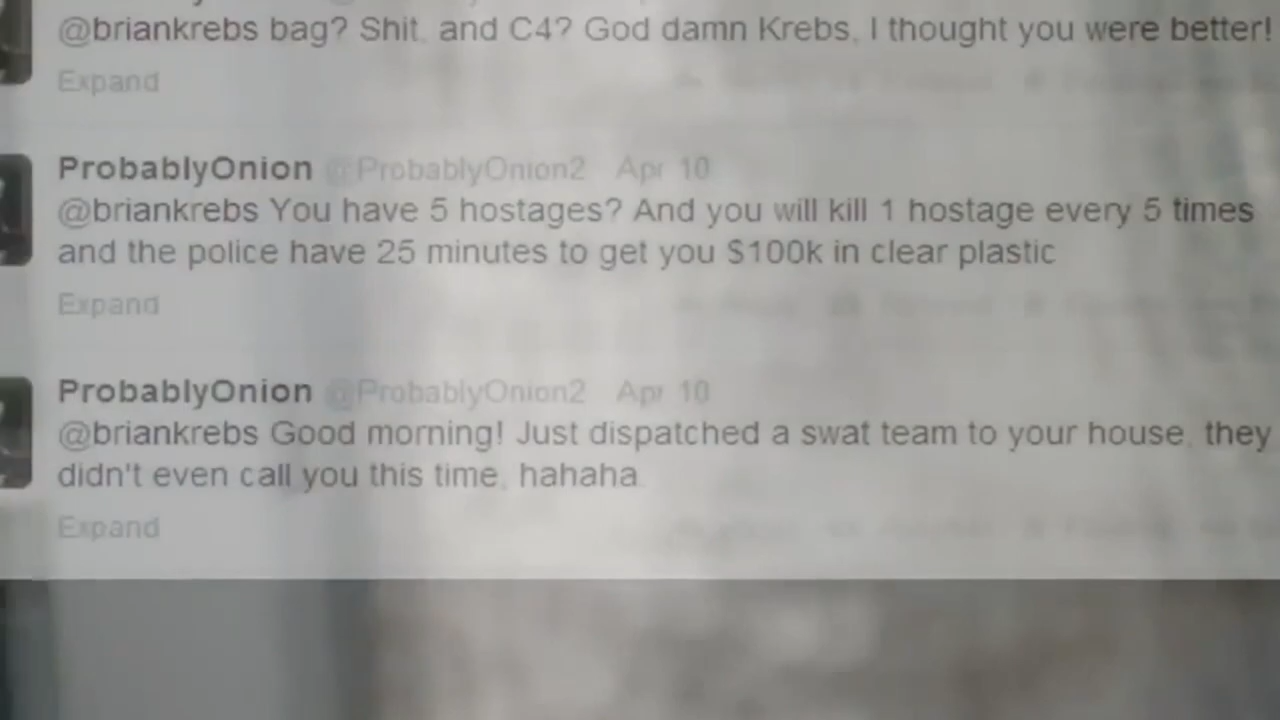 @briankrebs bag? Shit, and C4? God damn Krebs, I thought you were better!
Expand
ProbablyOnion @ProbablyOnion2 Apr 10
@briankrebs You have 5 hostages? And you will kill 1 hostage every 5 times
and the police have 25 minutes to get you $100k in clear plastic
Expand
ProbablyOnion @ProbablyOnion2 Apr 10
@briankrebs Good morning! Just dispatched a swat team to your house, they
didn't even call you this time, hahaha.
Expand